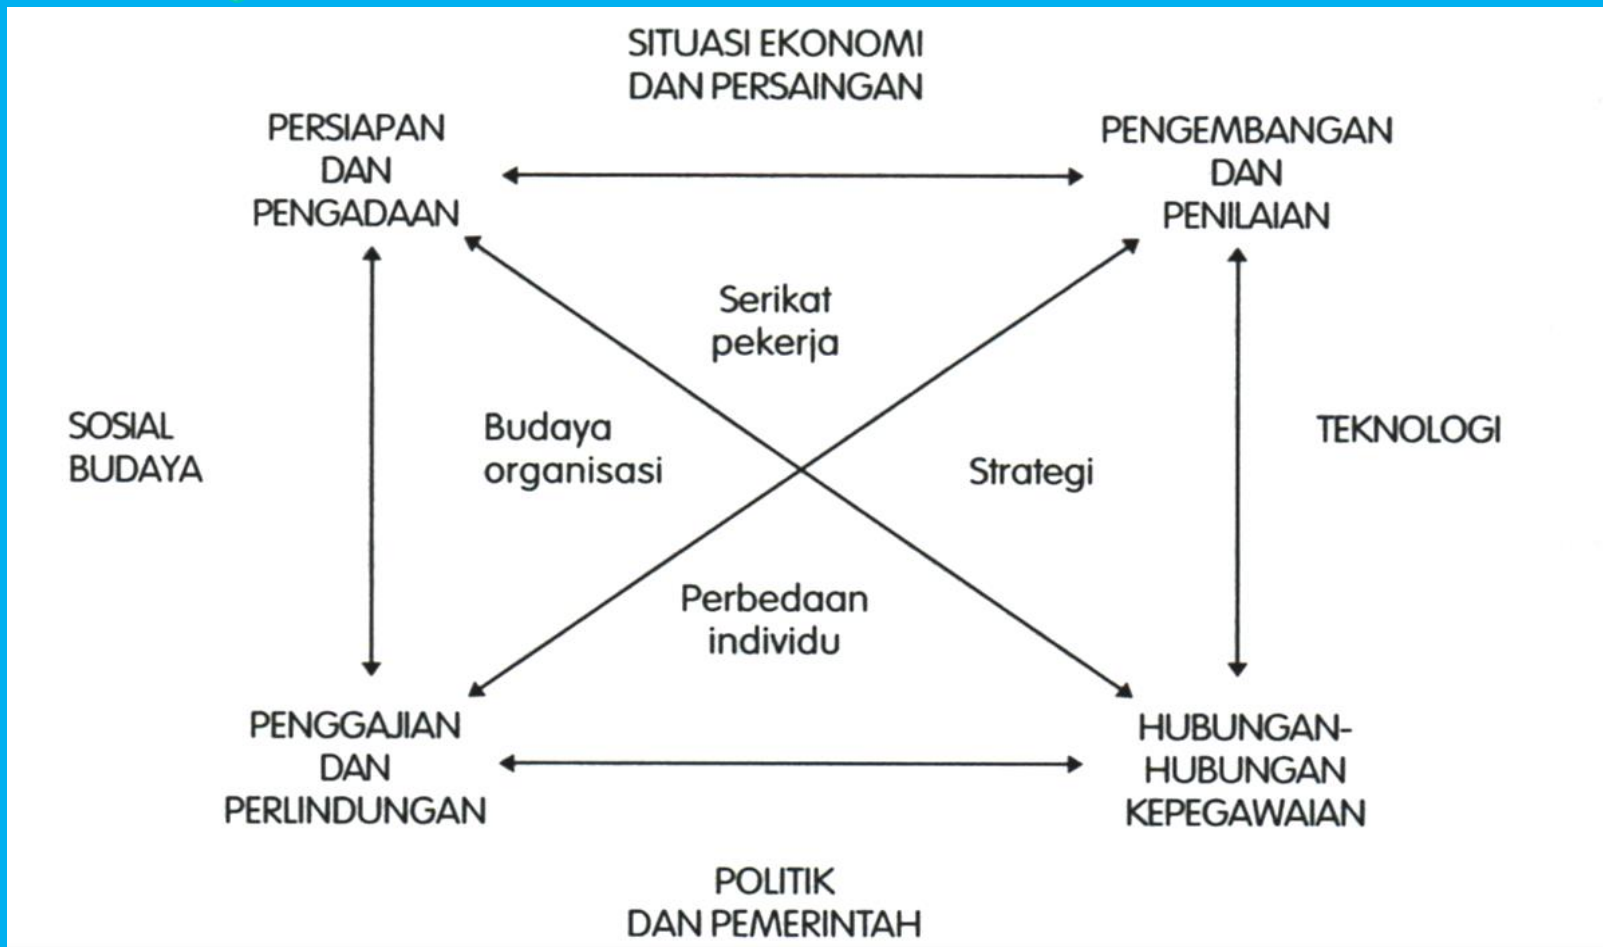 SITUASI EKONOMI
DAN PERSAINGAN
PERSIAPAN
DAN
PENGADAAN
PENGEMBANGAN
DAN
PENILAIAN
Serikat
pekerja
SOSIAL
BUDAYA
Budaya
organisasi
Strategi
TEKNOLOGI
Perbedaan
individu
PENGGAJIAN
DAN
PERLINDUNGAN
HUBUNGAN-
HUBUNGAN
KEPEGAWAIAN
POLITIK
DAN PEMERINTAH